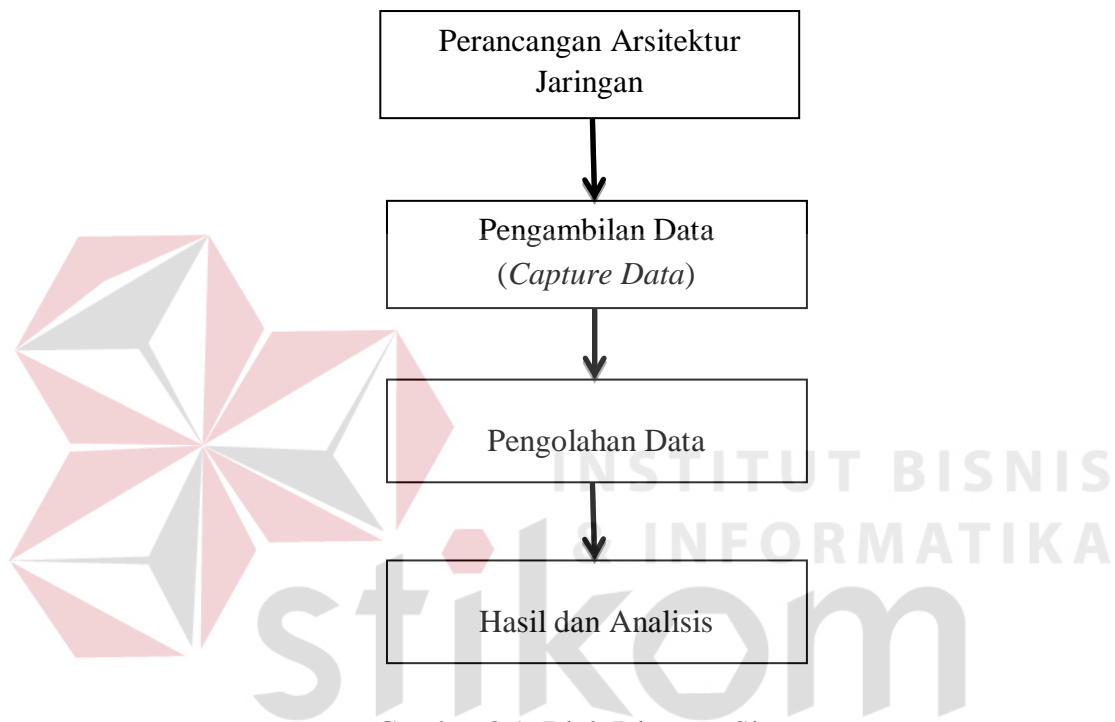 Perancangan Arsitektur
Jaringan
Pengambilan Data
(Capture Data)
Pengolahan Data
INSTITUT BISNIS
& INFORMATIKA
Hasil dan Analisis
stikom